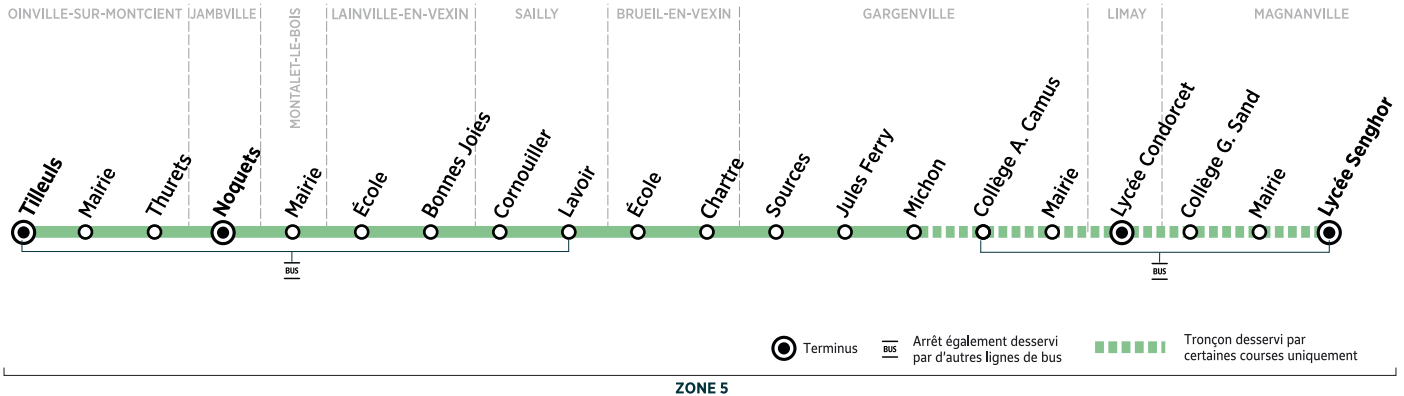 OINVILLE-SUR-MONTCIENT
JAMBVILLE
MONTALET-LE-BOIS
LAINVILLE-EN-VEXIN
SAILLY
BRUEIL-EN-VEXIN
GARGENVILLE
LIMAY
MAGNANVILLE
Tilleuls
Mairie
Thurets
Noquets
Mairie
École
Bonnes Joies
Cornouiller
Lavoir
École
Chartre
Sources
Jules Ferry
Michon
Collège A. Camus
Mairie
Lycée Condorcet
Collège G. Sand
Mairie
Lycée Senghor
BUS
BUS
Terminus
BUS
Arrêt également desservi
par d'autres lignes de bus
Tronçon desservi par
certaines courses uniquement
ZONE 5